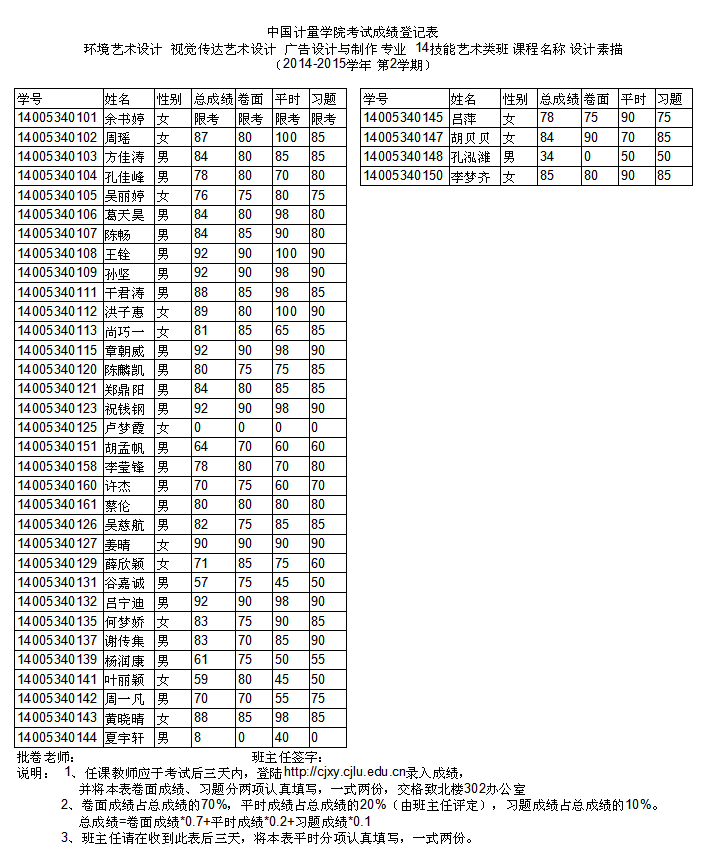 中国计量学院考试成绩登记表
环境艺术设计 视觉传达艺术设计 广告设计与制作 专业 14技能艺术类班 课程名称 设计素描
（2014-2015学年 第2学期）
学号 姓名 性别 总成绩 卷面 平时 习题
14005340101 余书婷 女 限考 限考 限考 限考
14005340102 周瑶 女 87 80 100 85
14005340103 方佳涛 男 84 80 85 85
14005340104 孔佳峰 男 78 80 70 80
14005340105 吴丽婷 女 76 75 80 75
14005340106 葛天昊 男 84 80 98 80
14005340107 陈畅 男 84 85 90 80
14005340108 王铨 男 92 90 100 90
14005340109 孙坚 男 92 90 98 90
14005340111 干君涛 男 88 85 98 85
14005340112 洪子惠 女 89 80 100 90
14005340113 尚巧一 女 81 85 65 85
14005340115 章朝威 男 92 90 98 90
14005340120 陈麟凯 男 80 75 75 85
14005340121 郑鼎阳 男 84 80 85 85
14005340123 祝钱钢 男 92 90 98 90
14005340125 卢梦霞 女 0 0 0 0
14005340151 胡孟帆 男 64 70 60 60
14005340158 李莹锋 男 78 80 70 80
14005340160 许杰 男 70 75 60 70
14005340161 蔡伦 男 80 80 80 80
14005340126 吴慈航 男 82 75 85 85
14005340127 姜晴 女 90 90 90 90
14005340129 薛欣颖 女 71 85 75 60
14005340131 谷嘉诚 男 57 75 45 50
14005340132 吕宁迪 男 92 90 98 90
14005340135 何梦娇 女 83 75 90 85
14005340137 谢传集 男 83 70 85 90
14005340139 杨润康 男 61 75 50 55
14005340141 叶丽颖 女 59 80 45 50
14005340142 周一凡 男 70 70 55 75
14005340143 黄晓晴 女 88 85 98 85
14005340144 夏宇轩 男 8 0 40 0
学号 姓名 性别 总成绩 卷面 平时 习题
14005340145 吕萍 女 78 75 90 75
14005340147 胡贝贝 女 84 90 70 85
14005340148 孔泓潍 男 34 0 50 50
14005340150 李梦齐 女 85 80 90 85
批卷老师： 班主任签字：
说明： 1、任课教师应于考试后三天内，登陆http://cjxy.cjlu.edu.cn录入成绩，
并将本表卷面成绩、习题分两项认真填写，一式两份，交格致北楼302办公室
2、卷面成绩占总成绩的70%，平时成绩占总成绩的20%（由班主任评定），习题成绩占总成绩的10%。
总成绩=卷面成绩*0.7+平时成绩*0.2+习题成绩*0.1
3、班主任请在收到此表后三天，将本表平时分项认真填写，一式两份。